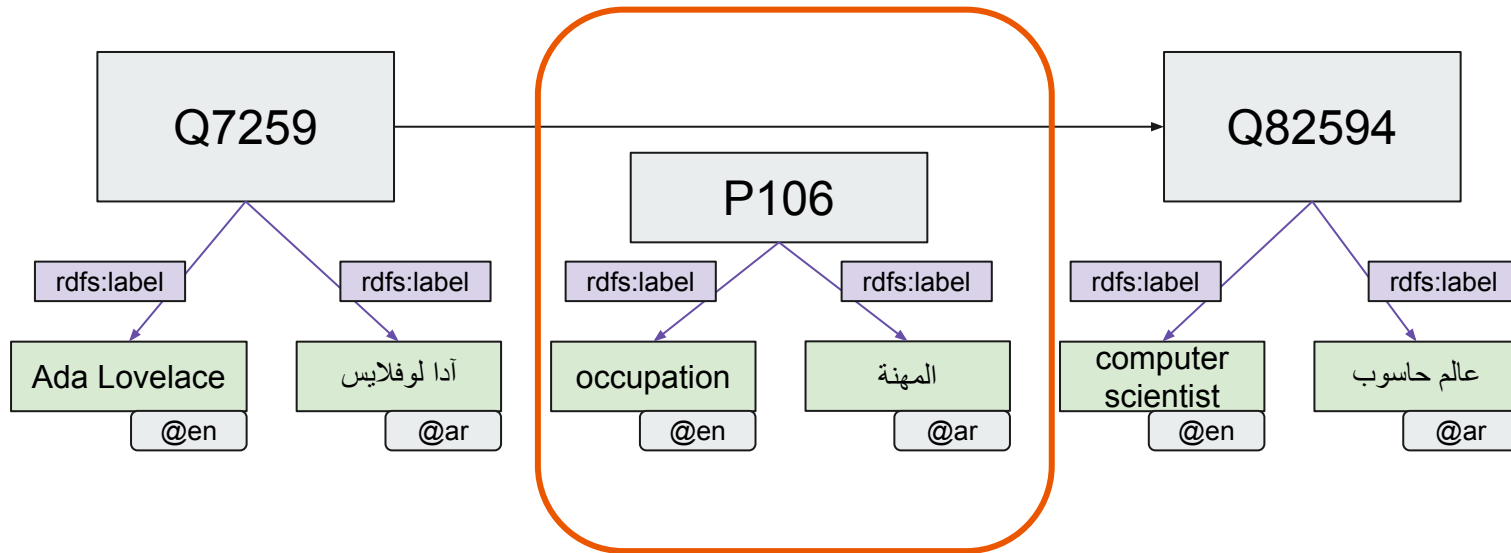 Q7259
Q82594
P106
rdfs:label
rdfs:label
rdfs:label
rdfs:label
rdfs:label
rdfs:label
Ada Lovelace
آدا لوفلايس
occupation
المهنة
computer
scientist
عالم حاسوب
@en
@ar
@en
@ar
@en
@ar